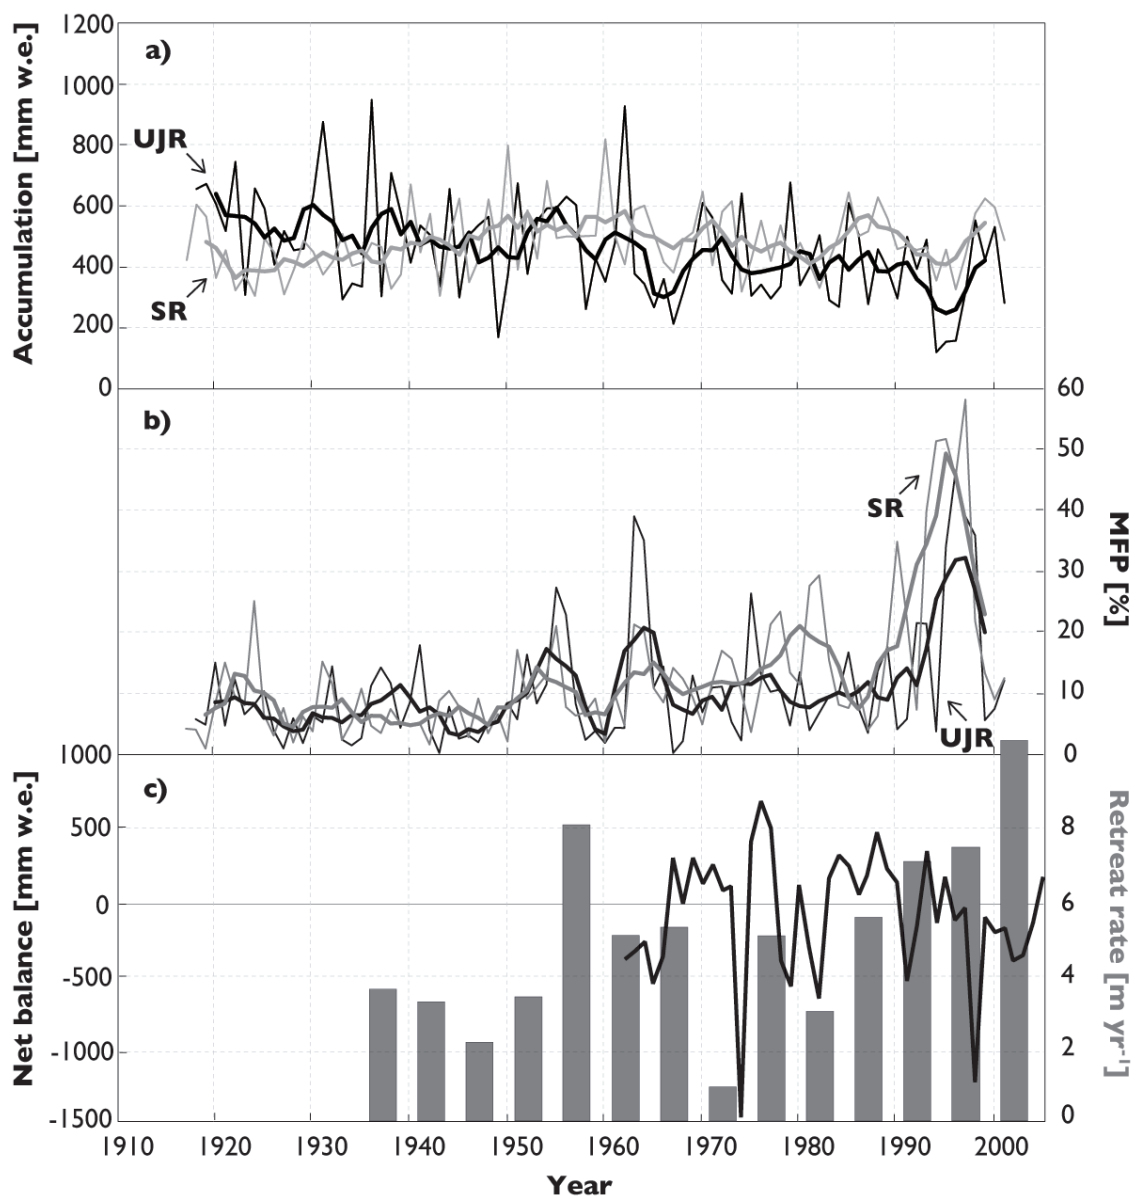 1200
1000
800
600
400
200
0
Accumulation [mm w.e.]
a)
UJR
SR
b)
SR
UJR
60
50
40
30
20
10
0
MFP [%]
c)
1000
500
0
-500
-1000
-1500
Net balance [mm w.e.]
8
6
4
2
0
Retreat rate [m yr⁻¹]
1910 1920 1930 1940 1950 1960 1970 1980 1990 2000
Year